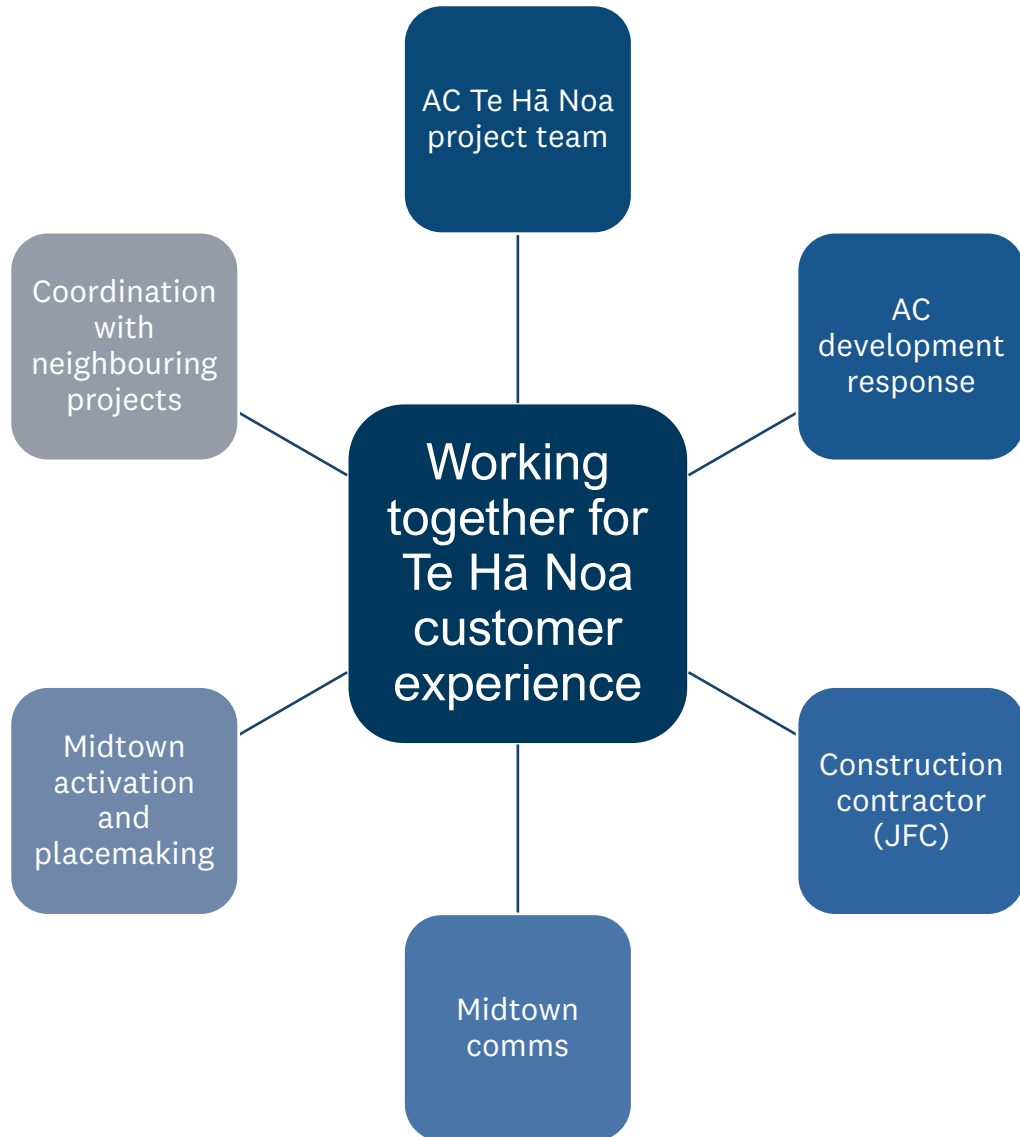 AC Te Hā Noa
project team
AC
development
response
Construction
contractor
(JFC)
Midtown
comms
Midtown
activation
and
placemaking
Coordination
with
neighbouring
projects
Working
together for
Te Hā Noa
customer
experience